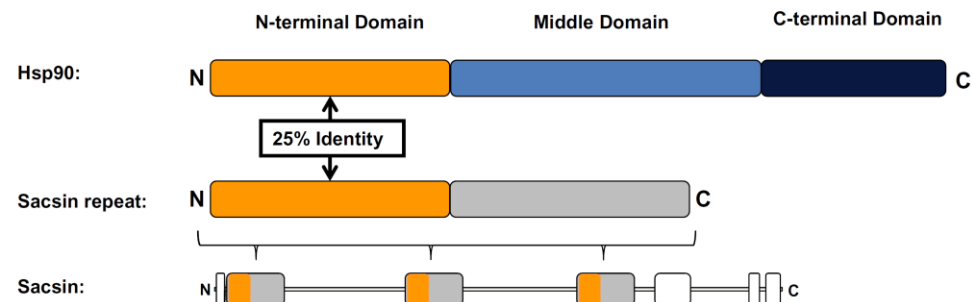 N-terminal Domain Middle Domain C-terminal Domain
Hsp90: N C
25% Identity
Sacsin repeat: N C
Sacsin: N C